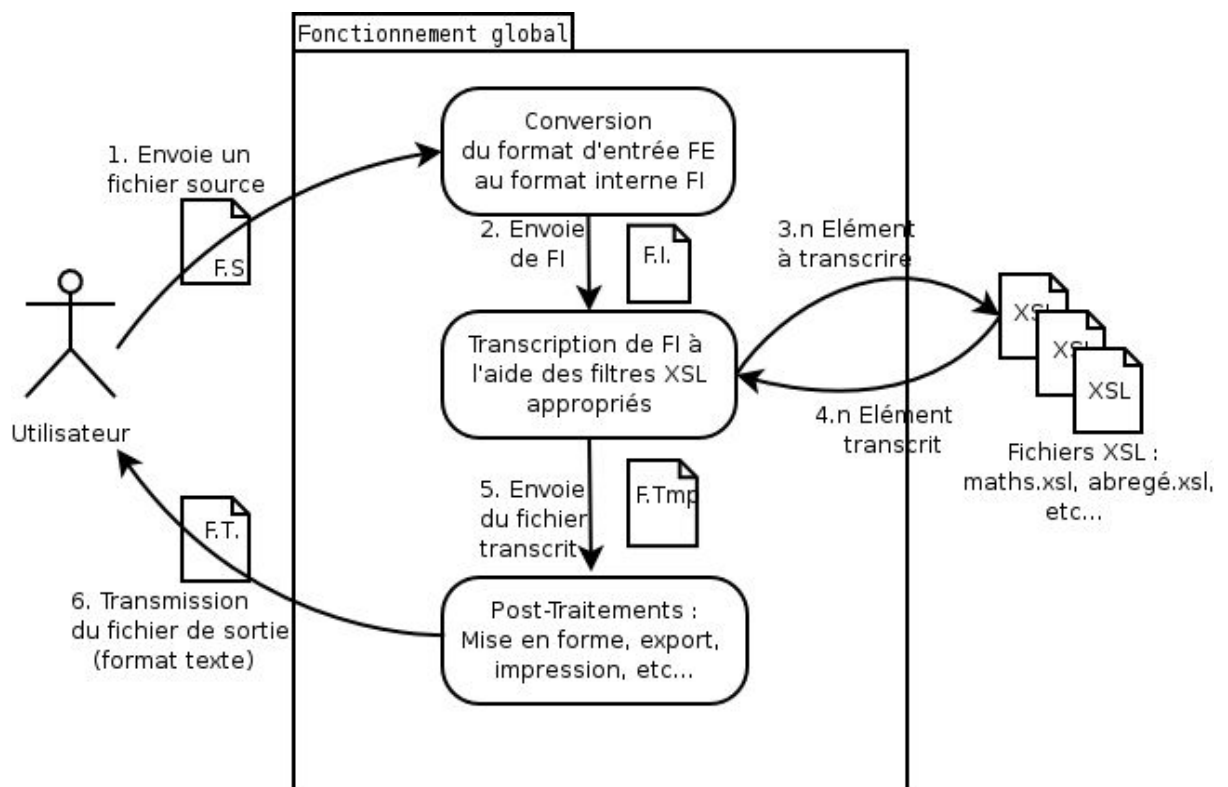 Fonctionnement global
Conversion
du format d'entrée FE
au format interne FI
1. Envoie un
fichier source
F.S
2. Envoie
de FI
F.I.
3.n Elément
à transcrire
XSL
XSL
XSL
Transcription de FI à
l'aide des filtres XSL
appropriés
4.n Elément
transcrit
Fichiers XSL :
maths.xsl, abregé.xsl,
etc...
Utilisateur
5. Envoie
du fichier
transcrit
F.Tmp
F.T.
6. Transmission
du fichier de sortie
(format texte)
Post-Traitements :
Mise en forme, export,
impression, etc...